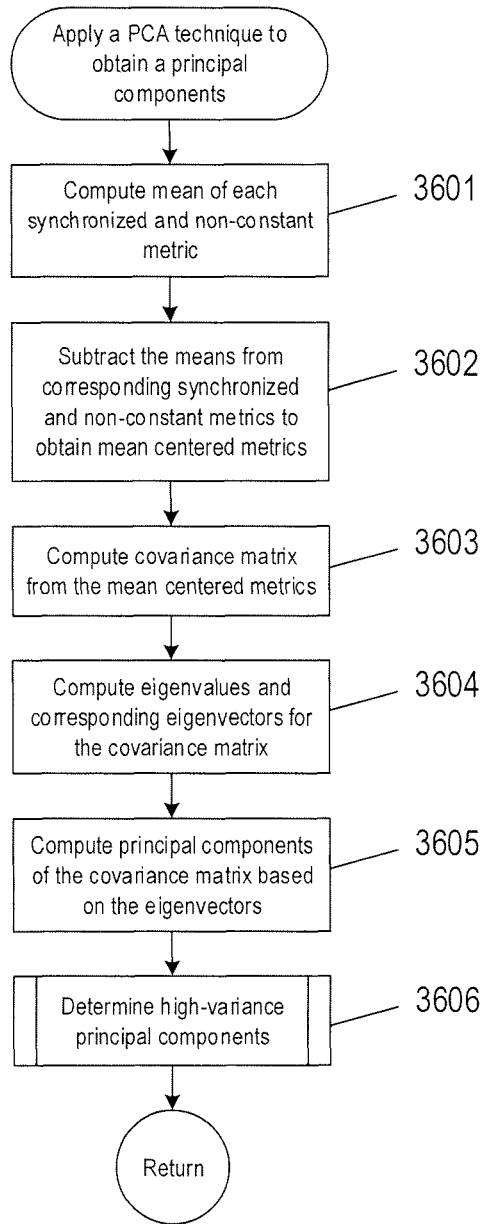 Apply a PCA technique to
obtain a principal
components
Compute mean of each
synchronized and non-constant
metric
3601
Subtract the means from
corresponding synchronized
and non-constant metrics to
obtain mean centered metrics
3602
Compute covariance matrix
from the mean centered metrics
3603
Compute eigenvalues and
corresponding eigenvectors for
the covariance matrix
3604
Compute principal components
of the covariance matrix based
on the eigenvectors
3605
Determine high-variance
principal components
3606
Return